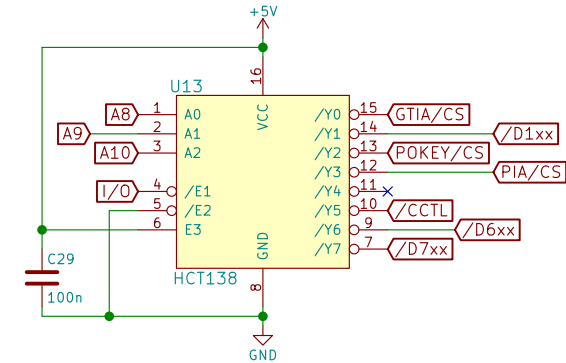 +5V
U13
16
VCC
A8 1 A0 /Y0 15 GTIA/CS
A9 2 A1 /Y1 14 /D1xx
A10 3 A2 /Y2 13 POKEY/CS
/Y3 12 PIA/CS
I/O 4 /E1 /Y4 11
5 /E2 /Y5 10 /CCTL
6 E3 /Y6 9 /D6xx
GND
/Y7 7 /D7xx
C29
100n
HCT138
8
GND